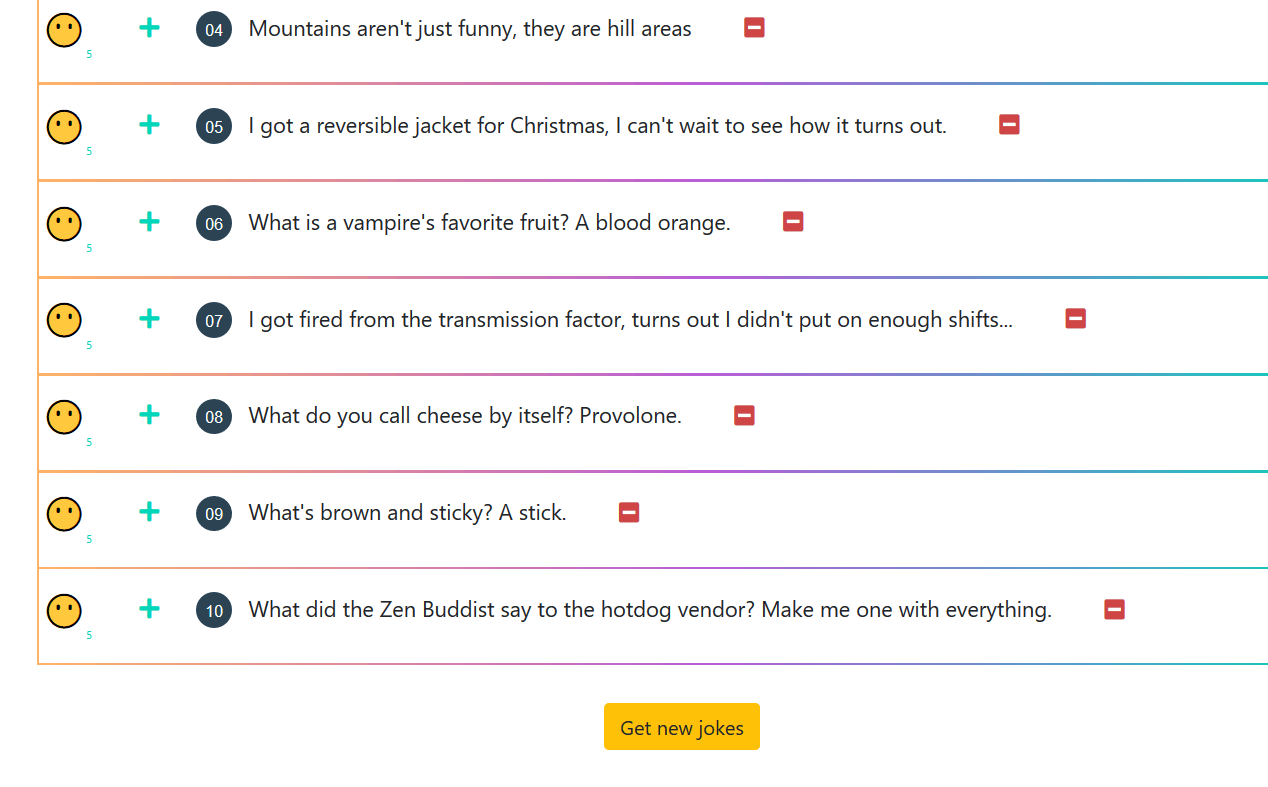 04 Mountains aren't just funny, they are hill areas
5
05 I got a reversible jacket for Christmas, I can't wait to see how it turns out.
5
06 What is a vampire's favorite fruit? A blood orange.
5
07 I got fired from the transmission factor, turns out I didn't put on enough shifts...
5
08 What do you call cheese by itself? Provolone.
5
09 What's brown and sticky? A stick.
5
10 What did the Zen Buddist say to the hotdog vendor? Make me one with everything.
5
Get new jokes